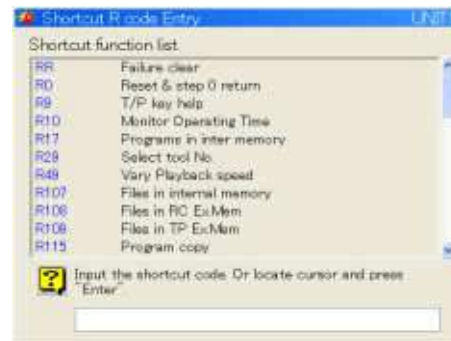 Shortcut R code Entry UNIT
Shortcut function list
RR Failure clear
R0 Reset & step 0 return
R9 T/P key help
R10 Monitor Operating Time
R17 Programs in inter memory
R29 Select tool No.
R49 Vary Playback speed
R107 Files in internal memory
R108 Files in RC ExMem
R109 Files in TP ExMem
R115 Program copy
Input the shortcut code. Or locate cursor and press
"Enter"